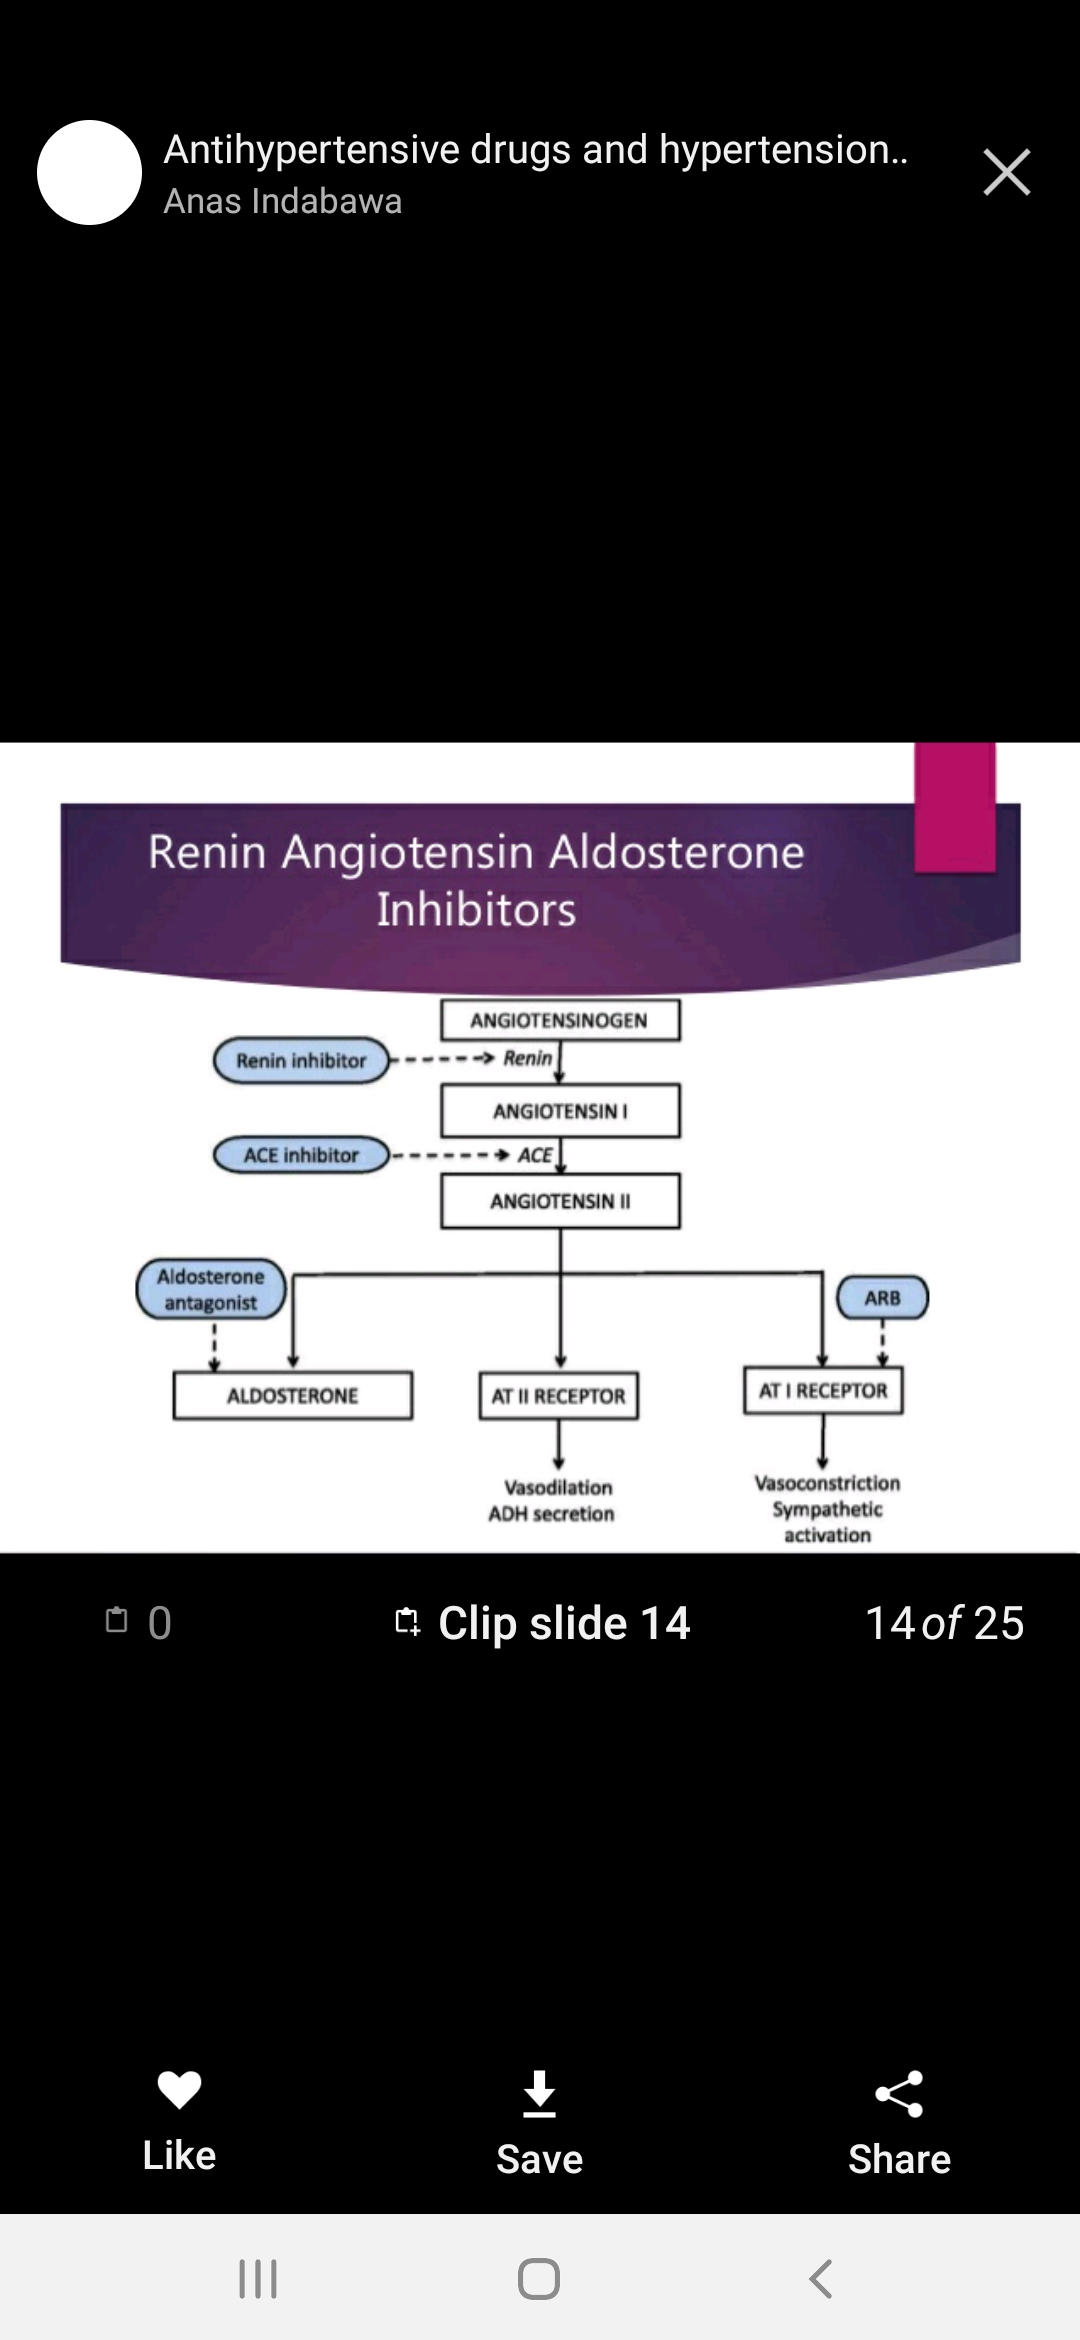 Antihypertensive drugs and hypertension..
Anas Indabawa
Renin Angiotensin Aldosterone
Inhibitors
ANGIOTENSINOGEN
Renin inhibitor
Renin
ANGIOTENSIN I
ACE inhibitor
ACE
ANGIOTENSIN II
Aldosterone
antagonist
ARB
ALDOSTERONE
AT II RECEPTOR
AT I RECEPTOR
Vasodilation
ADH secretion
Vasoconstriction
Sympathetic
activation
0
Clip slide 14
14 of 25
Like
Save
Share